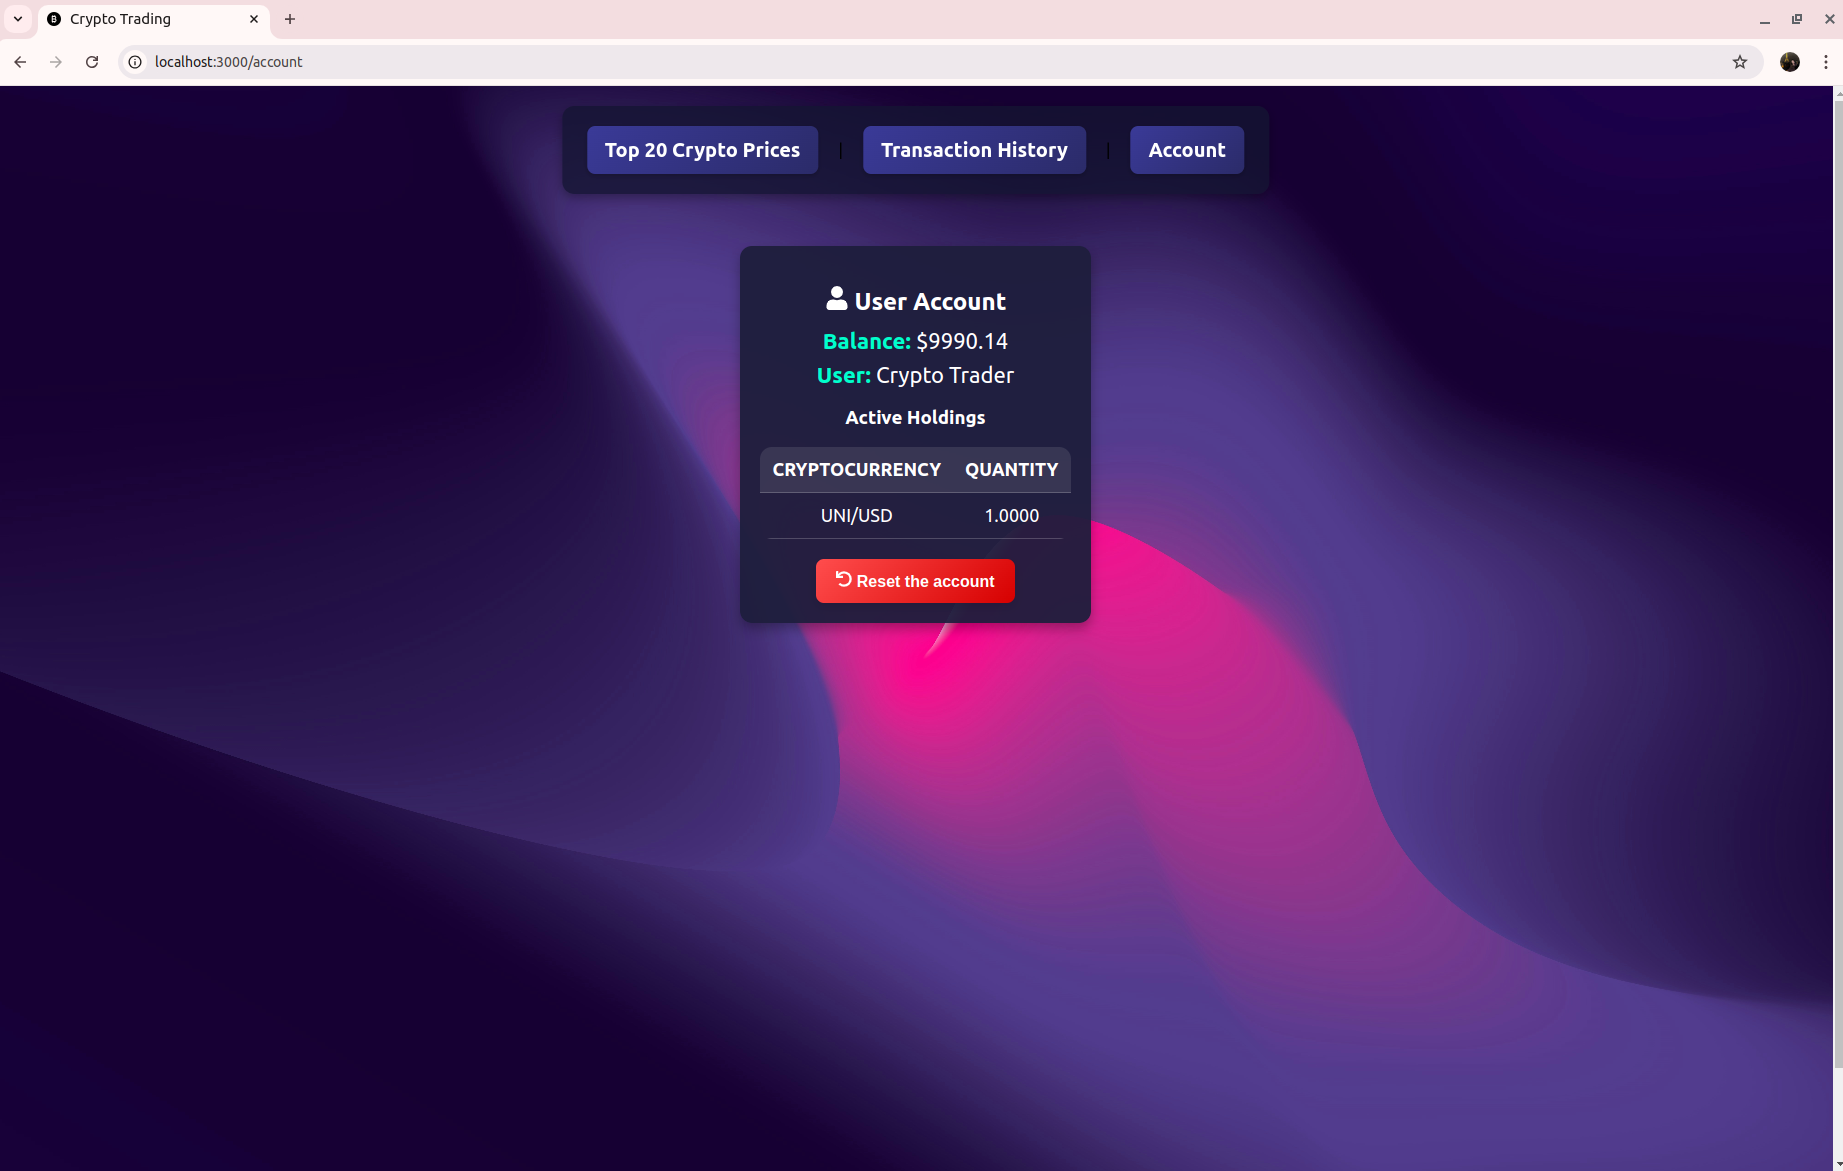 Crypto Trading
localhost:3000/account
Top 20 Crypto Prices | Transaction History | Account
User Account
Balance: $9990.14
User: Crypto Trader
Active Holdings
CRYPTOCURRENCY QUANTITY
UNI/USD 1.0000
Reset the account